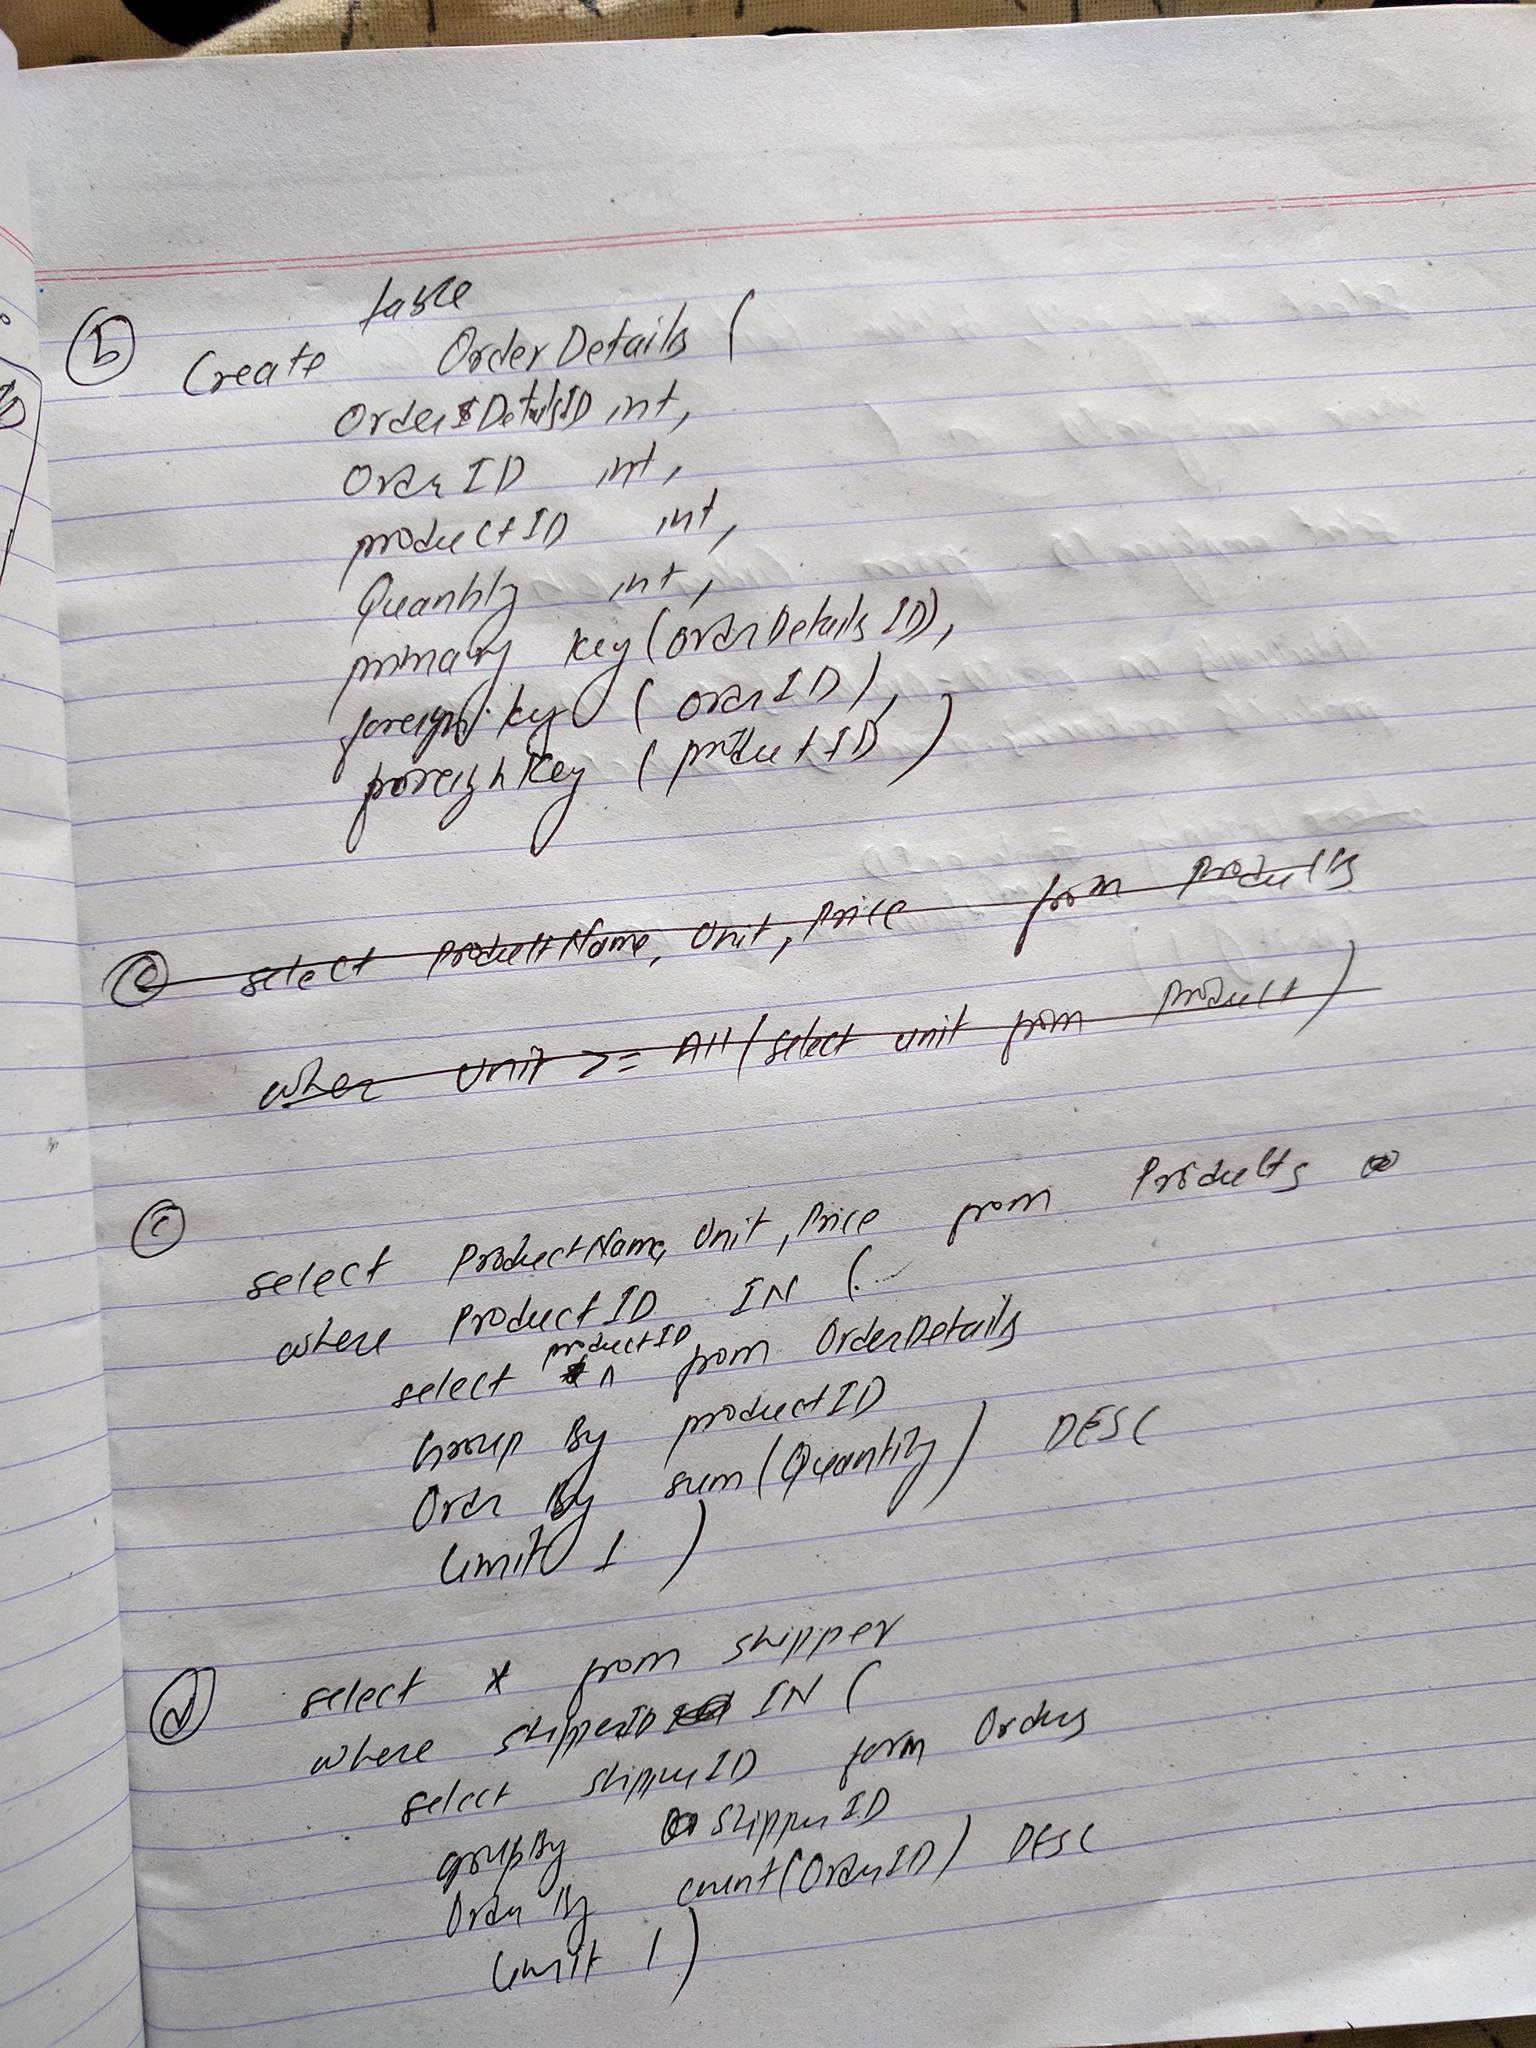 (b) Create table OrderDetails (
OrderDetailsID int,
OrderID int,
productID int,
Quantity int,
primary key (OrderDetailsID),
foreign key (orderID),
foreign key (productID) )
(c) select ProductName, Unit, Price from Products
where Unit >= All (select unit from product)
(c) select ProductName, Unit, Price from Products
where ProductID IN (
select productID from OrderDetails
Group By productID
Order By sum(Quantity) DESC
Limit 1 )
(d) select * from shipper
where shipperID IN (
select shipperID form Orders
group By shipperID
Order By count(OrderID) DESC
Limit 1 )